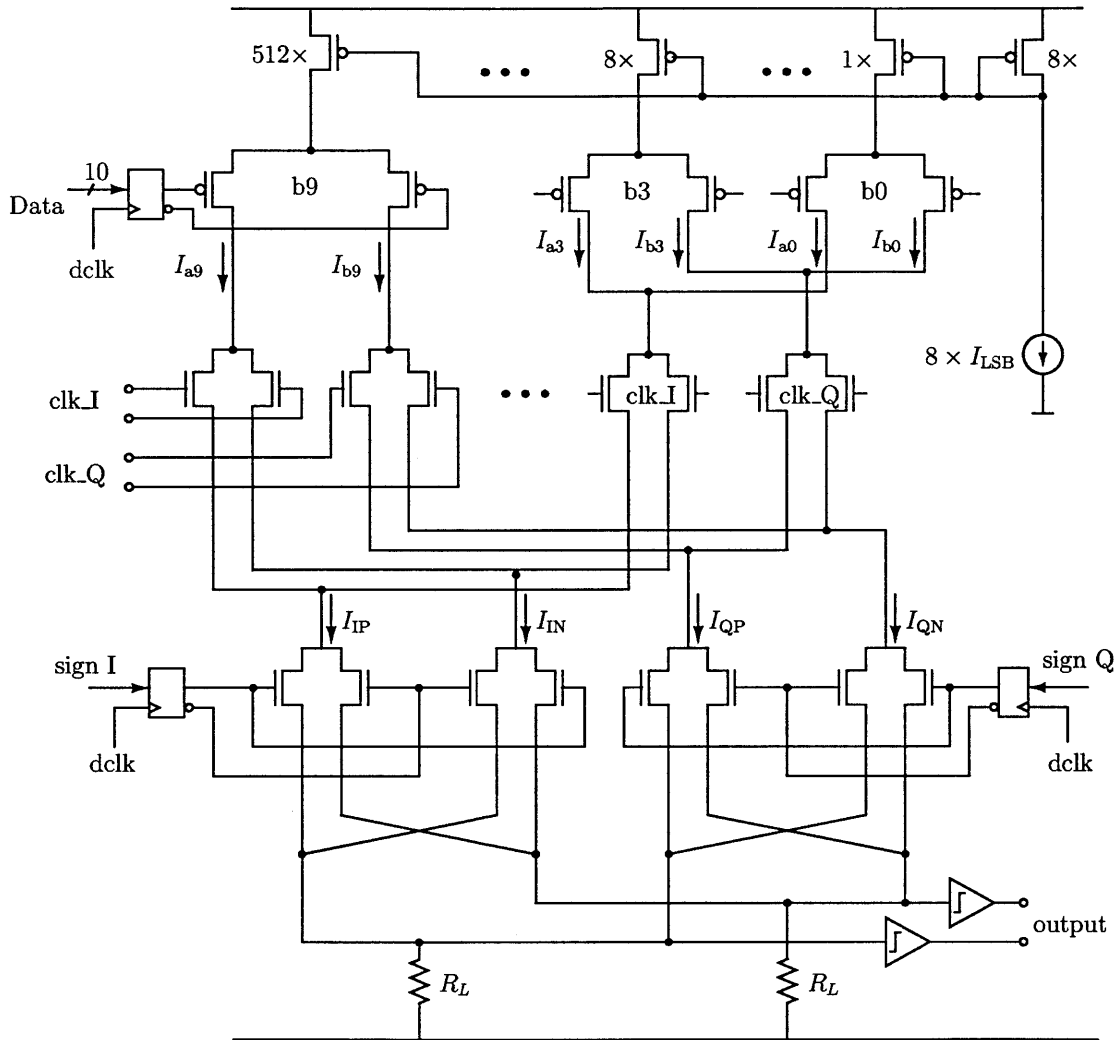 512×
8×
1×
8×
10
Data
dclk
b9
b3
b0
I_a9
I_b9
I_a3
I_b3
I_a0
I_b0
8 × I_LSB
clk_I
clk_Q
clk_I
clk_Q
I_IP
I_IN
I_QP
I_QN
sign I
sign Q
dclk
dclk
output
R_L
R_L